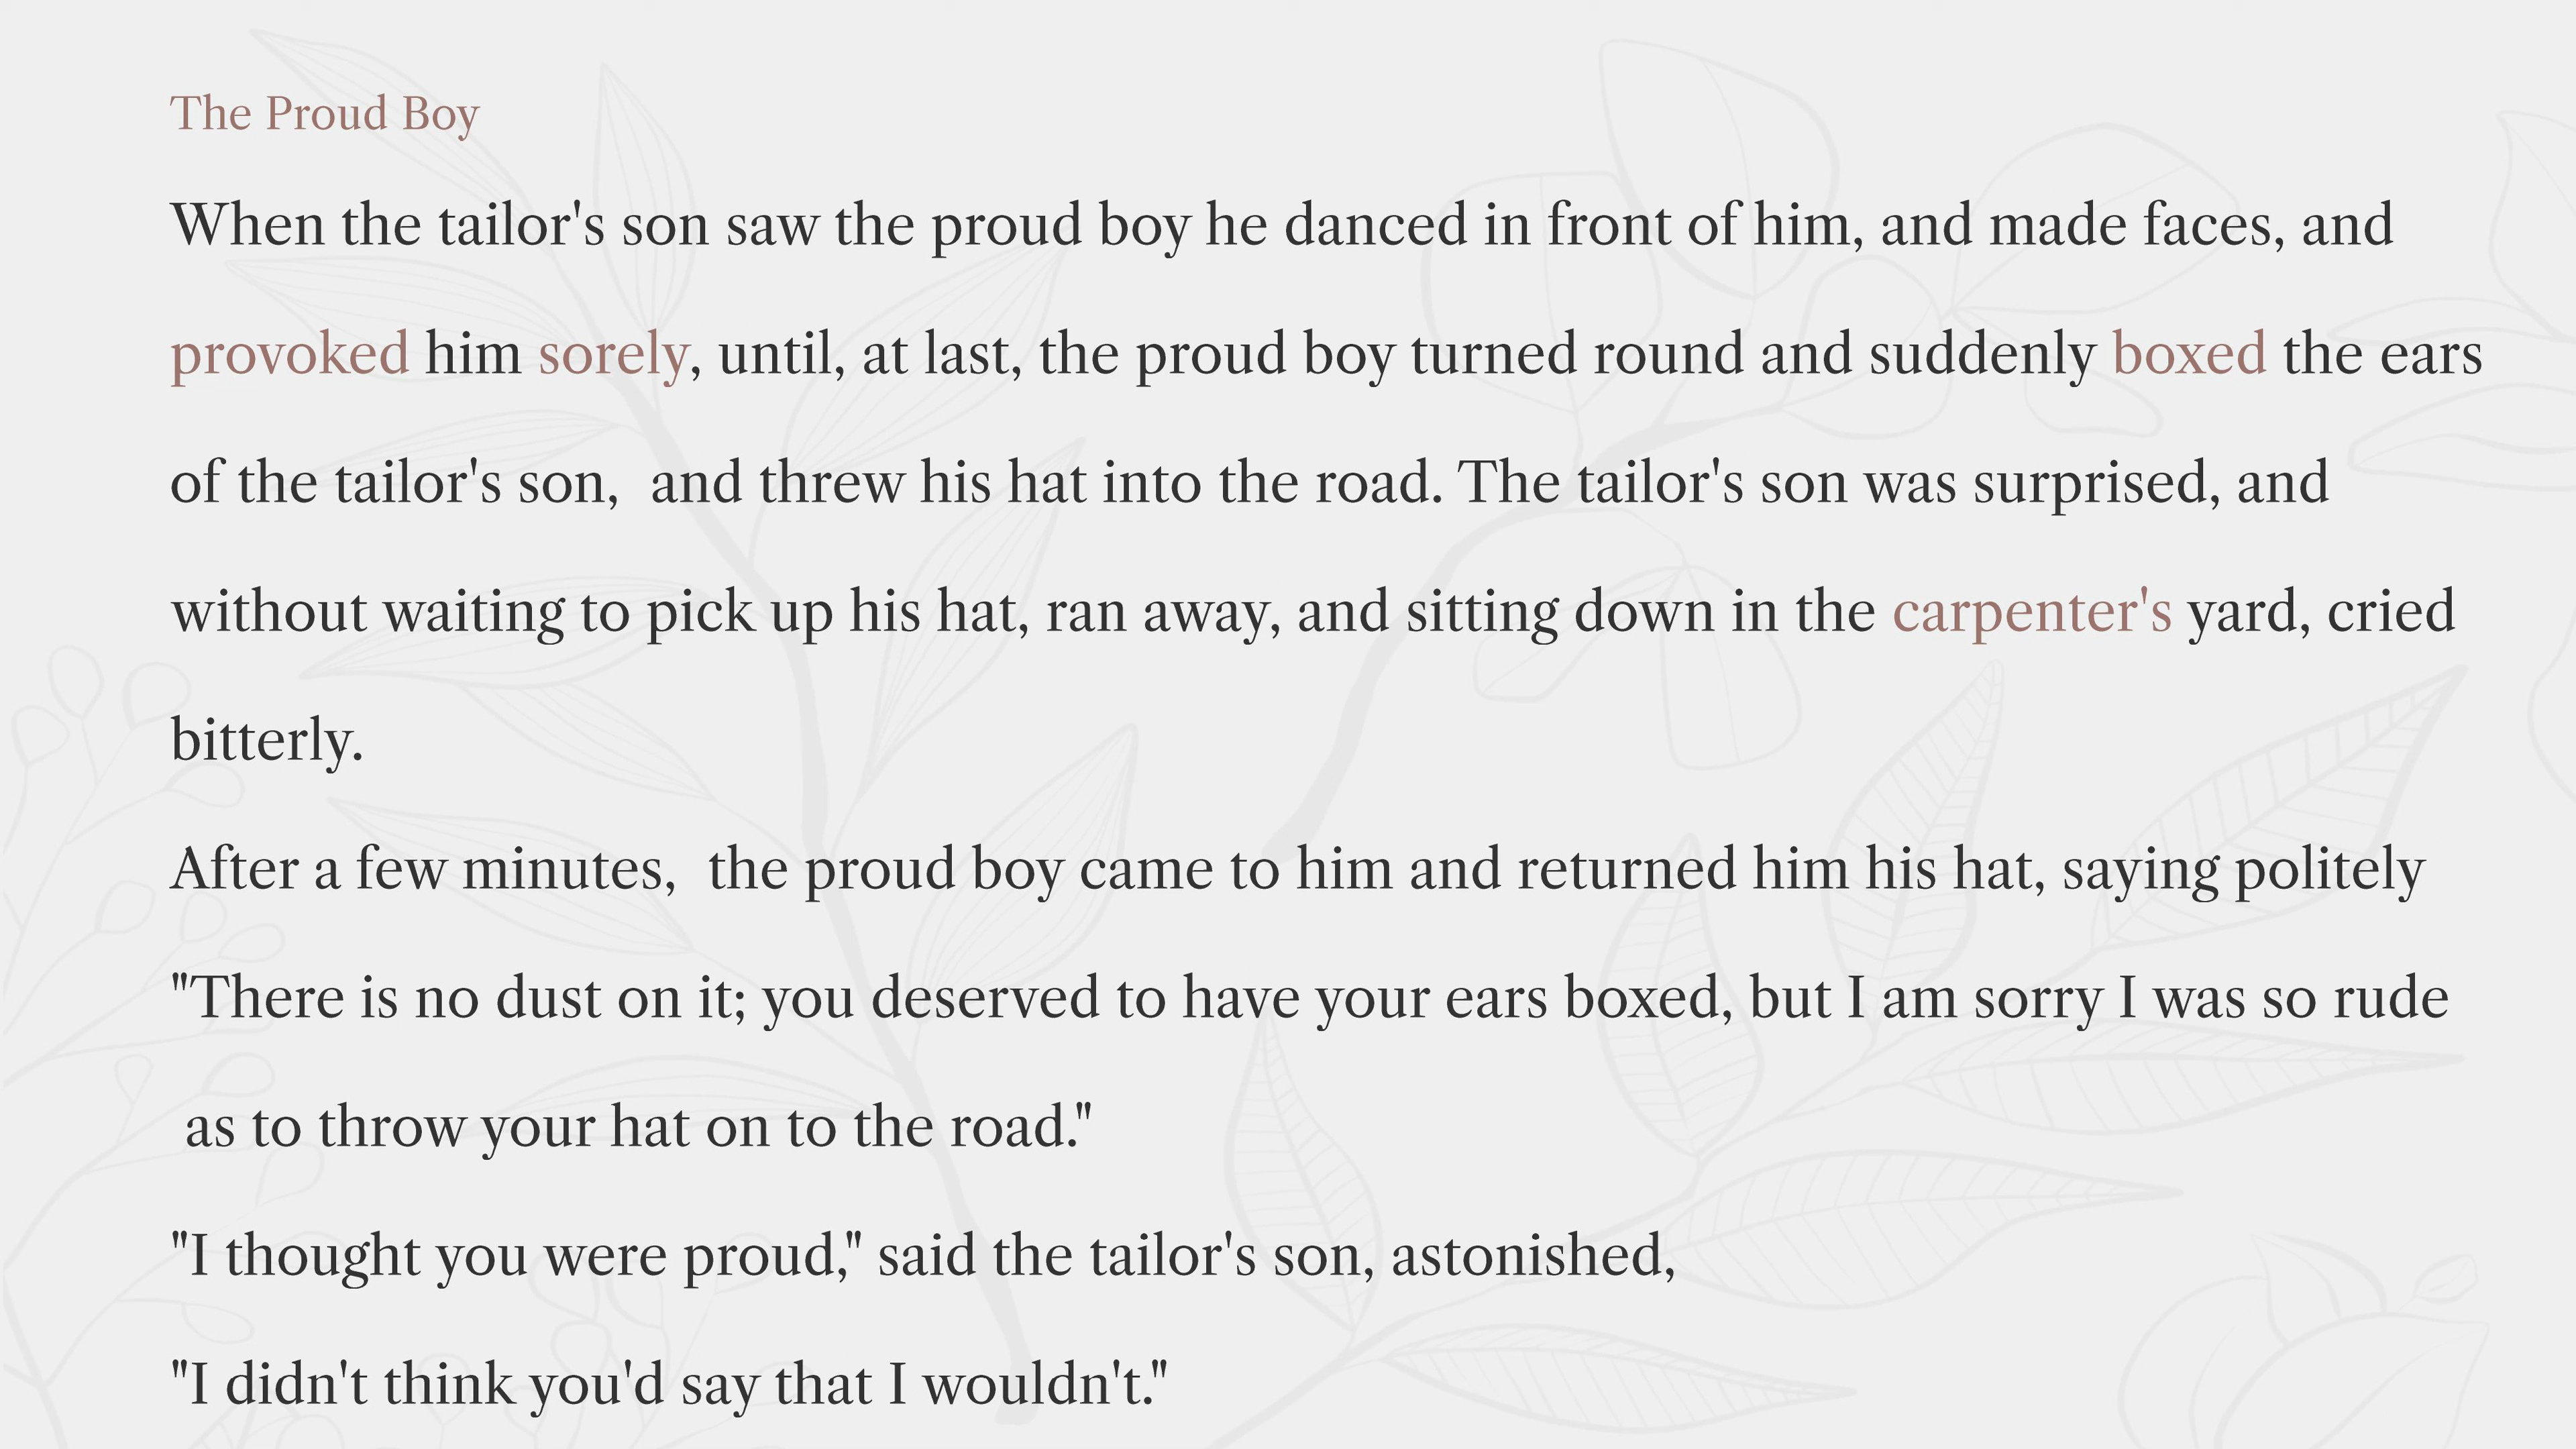 The Proud Boy
When the tailor's son saw the proud boy he danced in front of him, and made faces, and
provoked him sorely, until, at last, the proud boy turned round and suddenly boxed the ears
of the tailor's son,  and threw his hat into the road. The tailor's son was surprised, and
without waiting to pick up his hat, ran away, and sitting down in the carpenter's yard, cried
bitterly.
After a few minutes,  the proud boy came to him and returned him his hat, saying politely
"There is no dust on it; you deserved to have your ears boxed, but I am sorry I was so rude
as to throw your hat on to the road."
"I thought you were proud," said the tailor's son, astonished,
"I didn't think you'd say that I wouldn't."